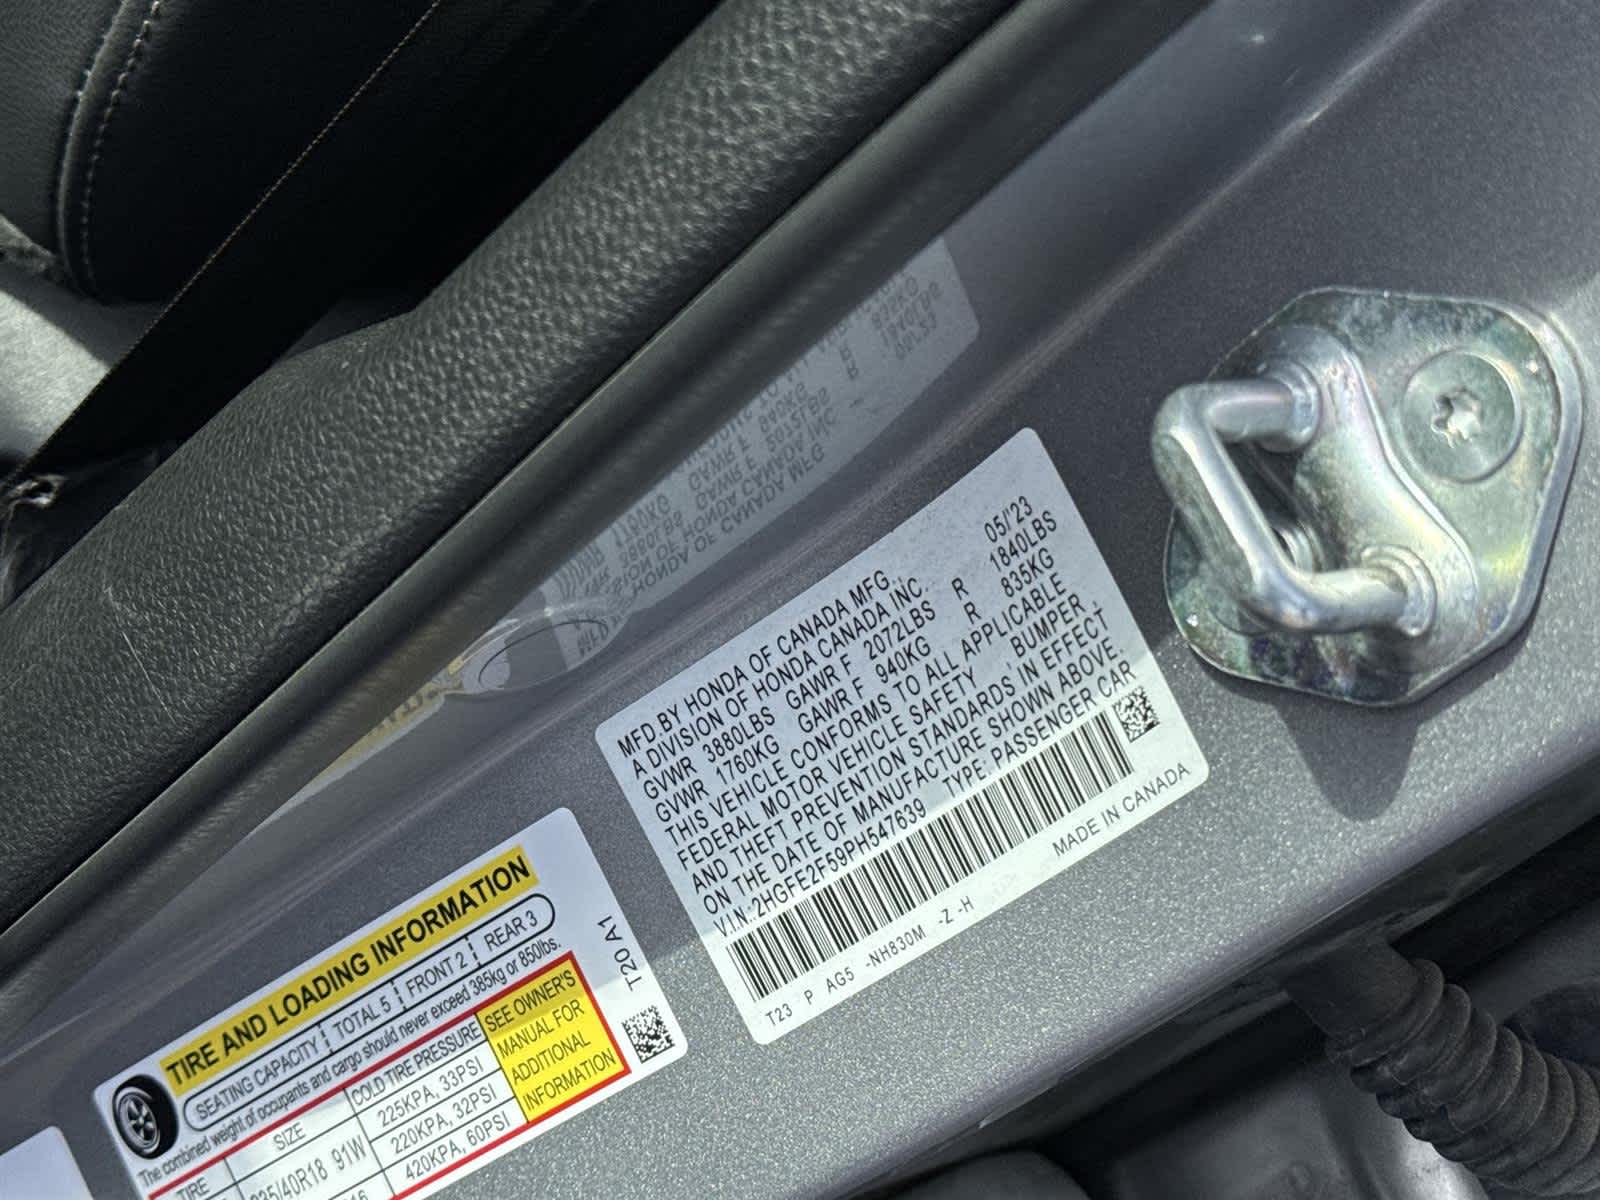 MFD.BY HONDA OF CANADA MFG. 05/'23
A DIVISION OF HONDA CANADA INC.
GVWR 3880LBS GAWR F 2072LBS R 1840LBS
GVWR 1760KG GAWR F 940KG R 835KG
THIS VEHICLE CONFORMS TO ALL APPLICABLE
FEDERAL MOTOR VEHICLE SAFETY , BUMPER ,
AND THEFT PREVENTION STANDARDS IN EFFECT
ON THE DATE OF MANUFACTURE SHOWN ABOVE.
V.I.N.:2HGFE2F59PH547639 TYPE: PASSENGER CAR
MADE IN CANADA
T23 P AG5 -NH830M -Z -H
TIRE AND LOADING INFORMATION
SEATING CAPACITY TOTAL 5 FRONT 2 REAR 3
The combined weight of occupants and cargo should never exceed 385kg or 850lbs.
TIRE SIZE COLD TIRE PRESSURE
235/40R18 91W 225KPA, 33PSI
220KPA, 32PSI
420KPA, 60PSI
SEE OWNER'S
MANUAL FOR
ADDITIONAL
INFORMATION
T20 A1